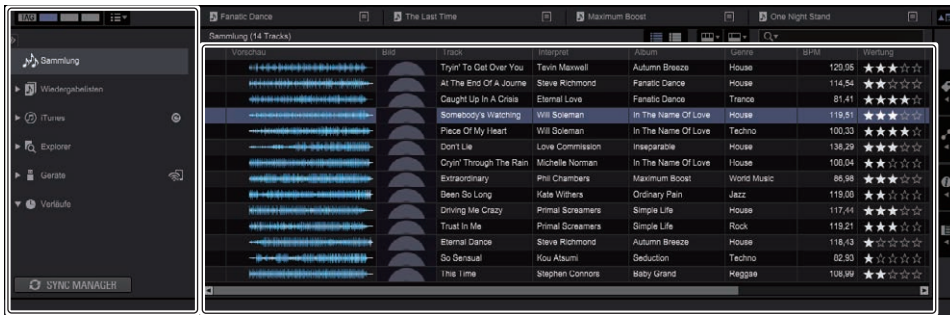 TAG
Fanatic Dance The Last Time Maximum Boost One Night Stand
Sammlung (14 Tracks)
Sammlung
Wiedergabelisten
iTunes
Explorer
Geräte
Verläufe
SYNC MANAGER
Vorschau Bild Track Interpret Album Genre BPM Wertung
Tryin' To Get Over You Tevin Maxwell Autumn Breeze House 129,95 ★★★☆☆
At The End Of A Journe Steve Richmond Fanatic Dance House 114,54 ★★★☆☆
Caught Up In A Crisis Eternal Love Fanatic Dance Trance 81,41 ★★★★☆
Somebody's Watching Will Soleman In The Name Of Love House 119,51 ★★★☆☆
Piece Of My Heart Will Soleman In The Name Of Love Techno 100,33 ★★★★☆
Don't Lie Love Commission Inseparable House 138,29 ★★★☆☆
Cryin' Through The Rain Michelle Norman In The Name Of Love House 108,04 ★★☆☆☆
Extraordinary Phil Chambers Maximum Boost World Music 86,98 ★★★☆☆
Been So Long Kate Withers Ordinary Pain Jazz 119,08 ★★☆☆☆
Driving Me Crazy Primal Screamers Simple Life House 117,44 ★★★☆☆
Trust In Me Primal Screamers Simple Life Rock 119,21 ★★★☆☆
Eternal Dance Steve Richmond Autumn Breeze House 118,43 ★☆☆☆☆
So Sensual Kou Atsumi Seduction Techno 82,93 ★☆☆☆☆
This Time Stephen Connors Baby Grand Reggae 108,99 ★★☆☆☆